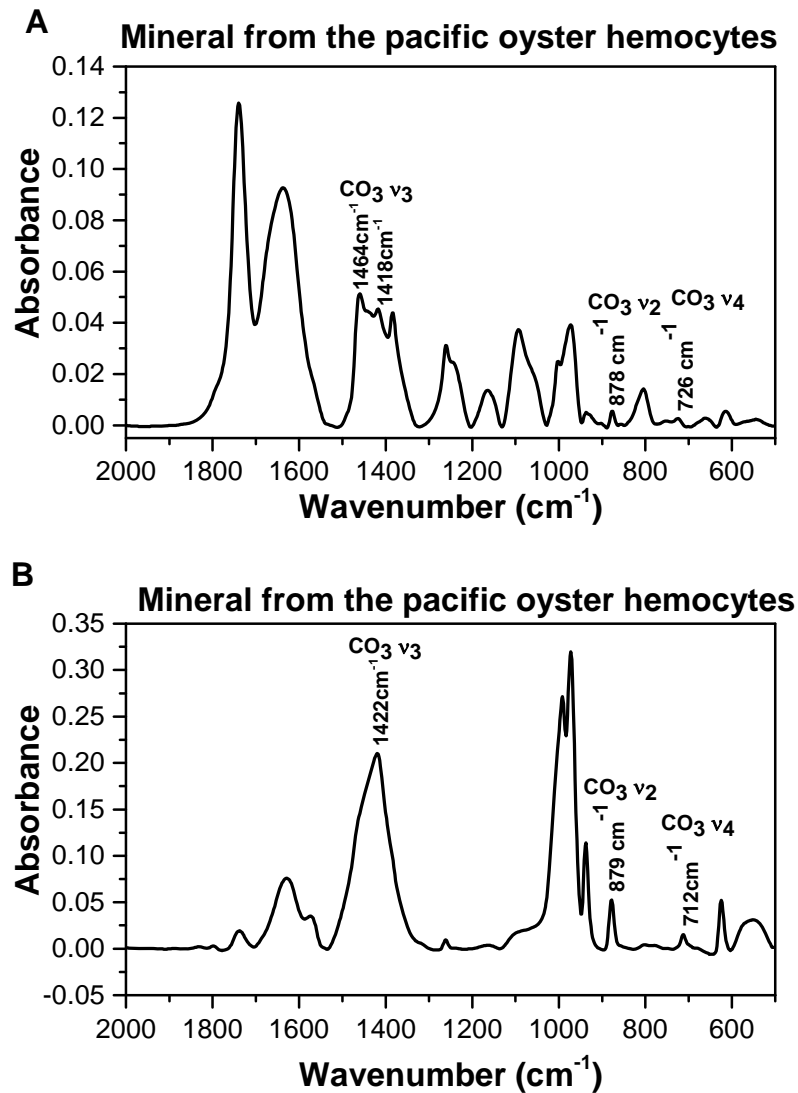 A
Mineral from the pacific oyster hemocytes
0.14
0.12
0.10
0.08
0.06
0.04
0.02
0.00
Absorbance
CO3 ν3
1464cm-1
1418cm-1
CO3 ν2
878 cm-1
CO3 ν4
726 cm-1
2000 1800 1600 1400 1200 1000 800 600
Wavenumber (cm-1)
B
Mineral from the pacific oyster hemocytes
0.35
0.30
0.25
0.20
0.15
0.10
0.05
0.00
-0.05
Absorbance
CO3 ν3
1422cm-1
CO3 ν2
879 cm-1
CO3 ν4
712cm-1
2000 1800 1600 1400 1200 1000 800 600
Wavenumber (cm-1)